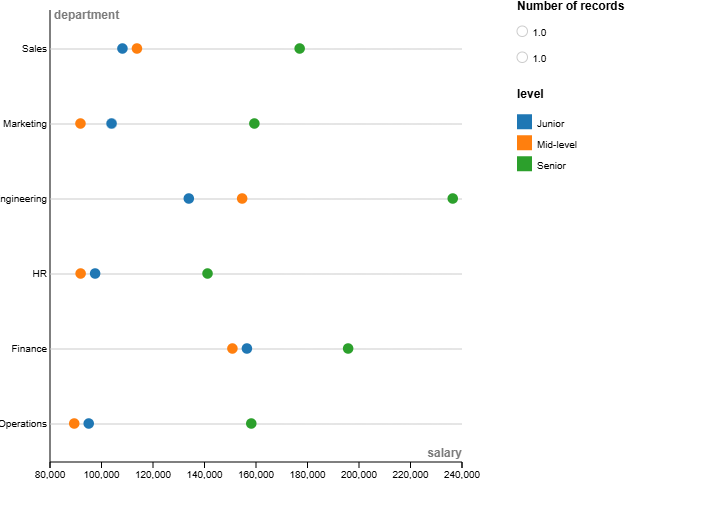 department
Sales
Marketing
ngineering
HR
Finance
Operations
salary
80,000 100,000 120,000 140,000 160,000 180,000 200,000 220,000 240,000
Number of records
1.0
1.0
level
Junior
Mid-level
Senior